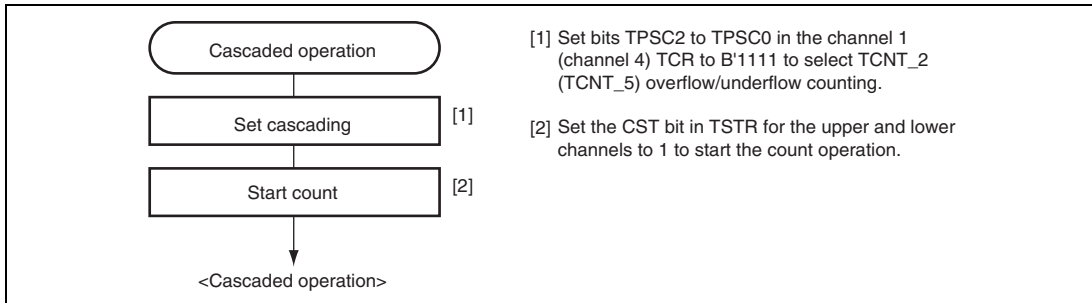 Cascaded operation
Set cascading
[1]
Start count
[2]
<Cascaded operation>
[1] Set bits TPSC2 to TPSC0 in the channel 1
(channel 4) TCR to B'1111 to select TCNT_2
(TCNT_5) overflow/underflow counting.
[2] Set the CST bit in TSTR for the upper and lower
channels to 1 to start the count operation.